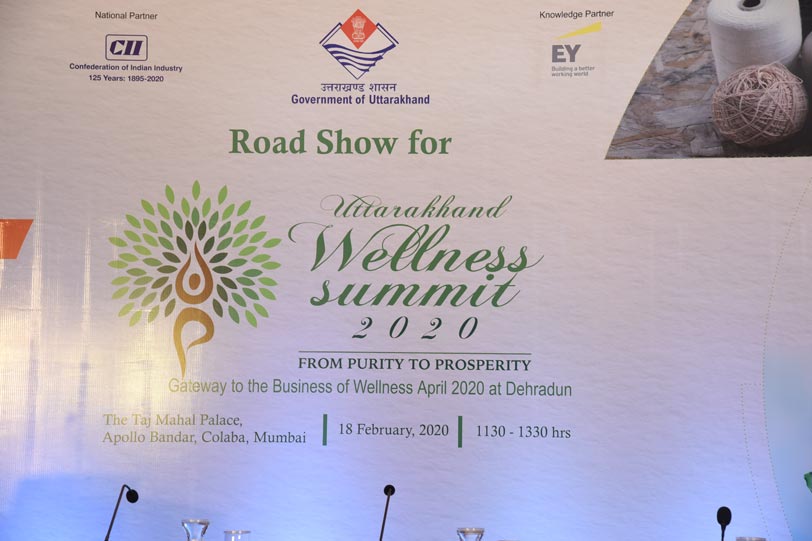 National Partner
CII
Confederation of Indian Industry
125 Years: 1895-2020
उत्तराखण्ड शासन
Government of Uttarakhand
Knowledge Partner
EY
Building a better
working world
Road Show for
Uttarakhand
Wellness
summit
2020
FROM PURITY TO PROSPERITY
Gateway to the Business of Wellness April 2020 at Dehradun
The Taj Mahal Palace,
Apollo Bandar, Colaba, Mumbai
18 February, 2020
1130 - 1330 hrs